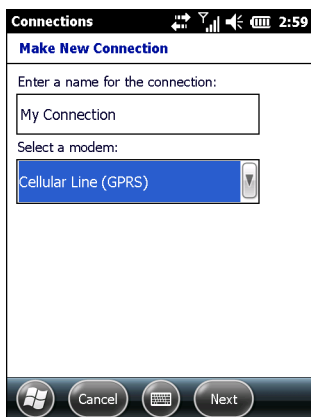 Connections 2:59
Make New Connection
Enter a name for the connection:
My Connection
Select a modem:
Cellular Line (GPRS)
Cancel Next